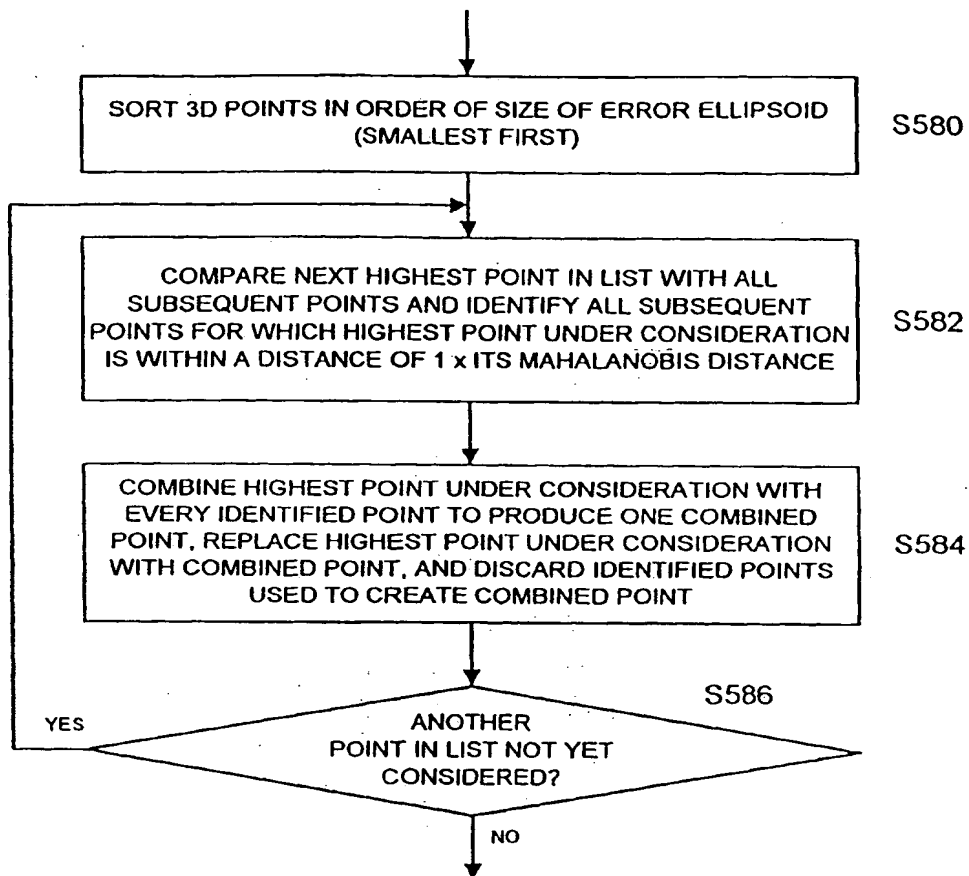 SORT 3D POINTS IN ORDER OF SIZE OF ERROR ELLIPSOID
(SMALLEST FIRST)
S580
COMPARE NEXT HIGHEST POINT IN LIST WITH ALL
SUBSEQUENT POINTS AND IDENTIFY ALL SUBSEQUENT
POINTS FOR WHICH HIGHEST POINT UNDER CONSIDERATION
IS WITHIN A DISTANCE OF 1 x ITS MAHALANOBIS DISTANCE
S582
COMBINE HIGHEST POINT UNDER CONSIDERATION WITH
EVERY IDENTIFIED POINT TO PRODUCE ONE COMBINED
POINT, REPLACE HIGHEST POINT UNDER CONSIDERATION
WITH COMBINED POINT, AND DISCARD IDENTIFIED POINTS
USED TO CREATE COMBINED POINT
S584
S586
YES
ANOTHER
POINT IN LIST NOT YET
CONSIDERED?
NO